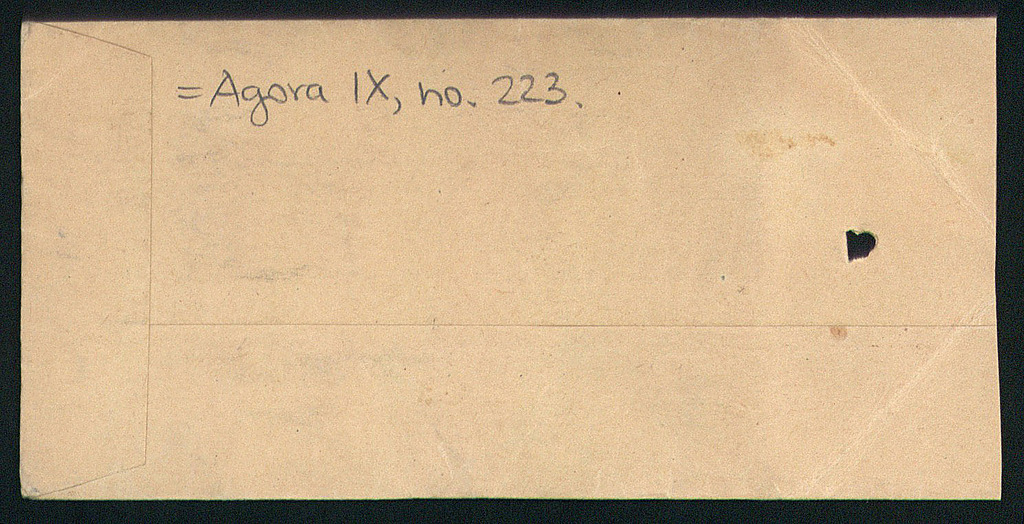 = Agora IX, no. 223.